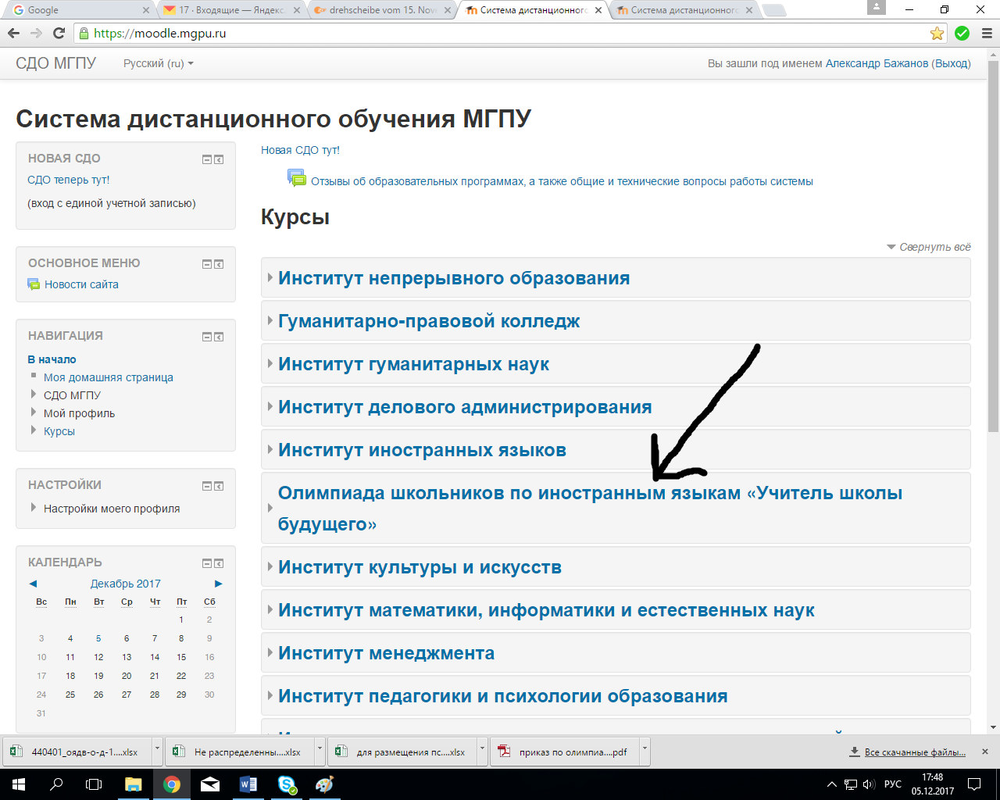 Google
17 · Входящие — Яндекс.
drehscheibe vom 15. Nove
Система дистанционного
Система дистанционного
https://moodle.mgpu.ru
СДО МГПУ
Русский (ru)
Вы зашли под именем Александр Бажанов (Выход)
Система дистанционного обучения МГПУ
НОВАЯ СДО
СДО теперь тут!
(вход с единой учетной записью)
ОСНОВНОЕ МЕНЮ
Новости сайта
НАВИГАЦИЯ
В начало
Моя домашняя страница
СДО МГПУ
Мой профиль
Курсы
НАСТРОЙКИ
Настройки моего профиля
КАЛЕНДАРЬ
◄ Декабрь 2017 ►
Вс Пн Вт Ср Чт Пт Сб
1 2
3 4 5 6 7 8 9
10 11 12 13 14 15 16
17 18 19 20 21 22 23
24 25 26 27 28 29 30
31
Новая СДО тут!
Отзывы об образовательных программах, а также общие и технические вопросы работы системы
Курсы
Свернуть всё
Институт непрерывного образования
Гуманитарно-правовой колледж
Институт гуманитарных наук
Институт делового администрирования
Институт иностранных языков
Олимпиада школьников по иностранным языкам «Учитель школы
будущего»
Институт культуры и искусств
Институт математики, информатики и естественных наук
Институт менеджмента
Институт педагогики и психологии образования
440401_оядв-о-д-1....xlsx
Не распределенны....xlsx
для размещения пс....xlsx
приказ по олимпиа....pdf
Все скачанные файлы...
РУС
17:48
05.12.2017